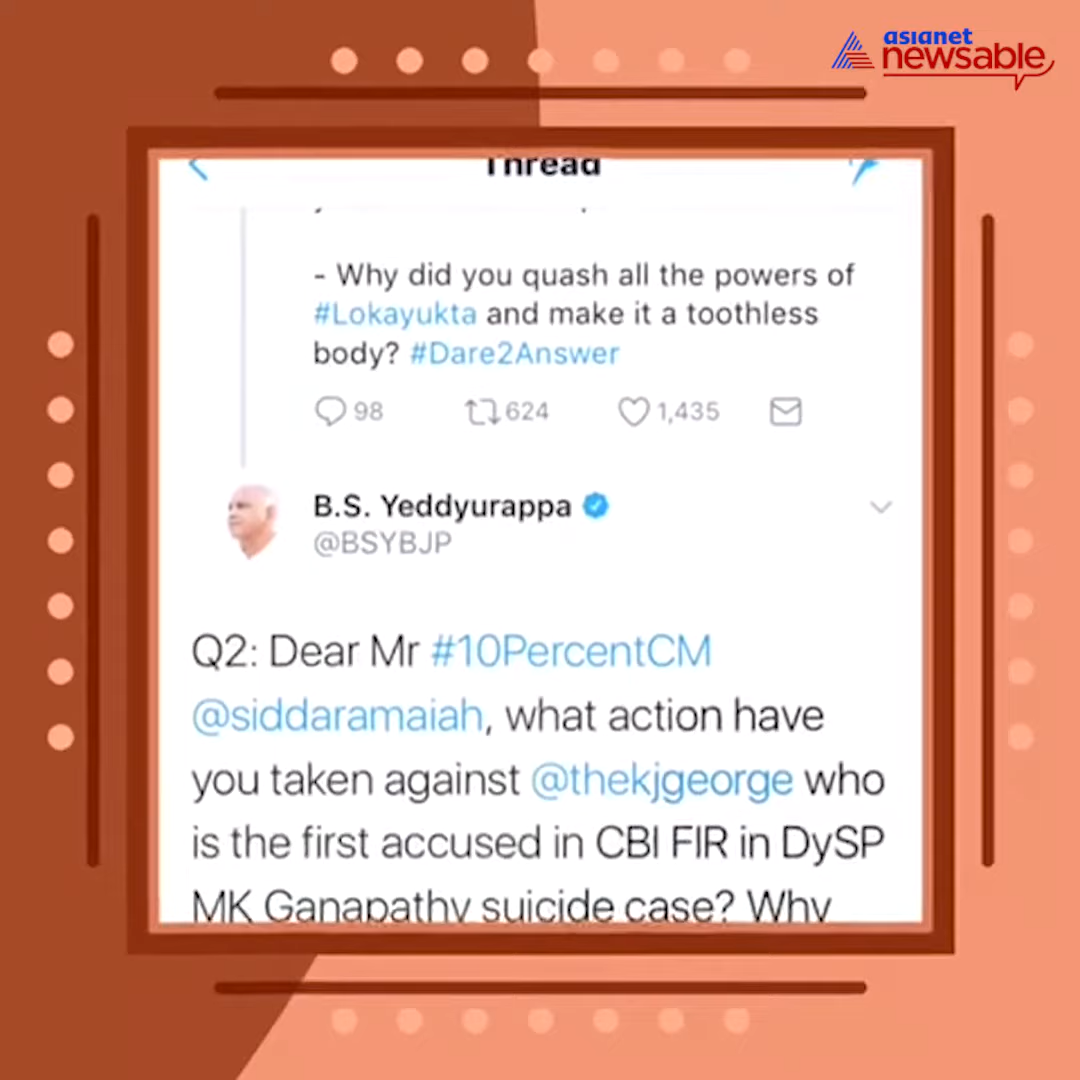 asianet
newsable
Thread
- Why did you quash all the powers of
#Lokayukta and make it a toothless
body? #Dare2Answer
98 624 1,435
B.S. Yeddyurappa
@BSYBJP
Q2: Dear Mr #10PercentCM
@siddaramaiah, what action have
you taken against @thekjgeorge who
is the first accused in CBI FIR in DySP
MK Ganapathy suicide case? Why